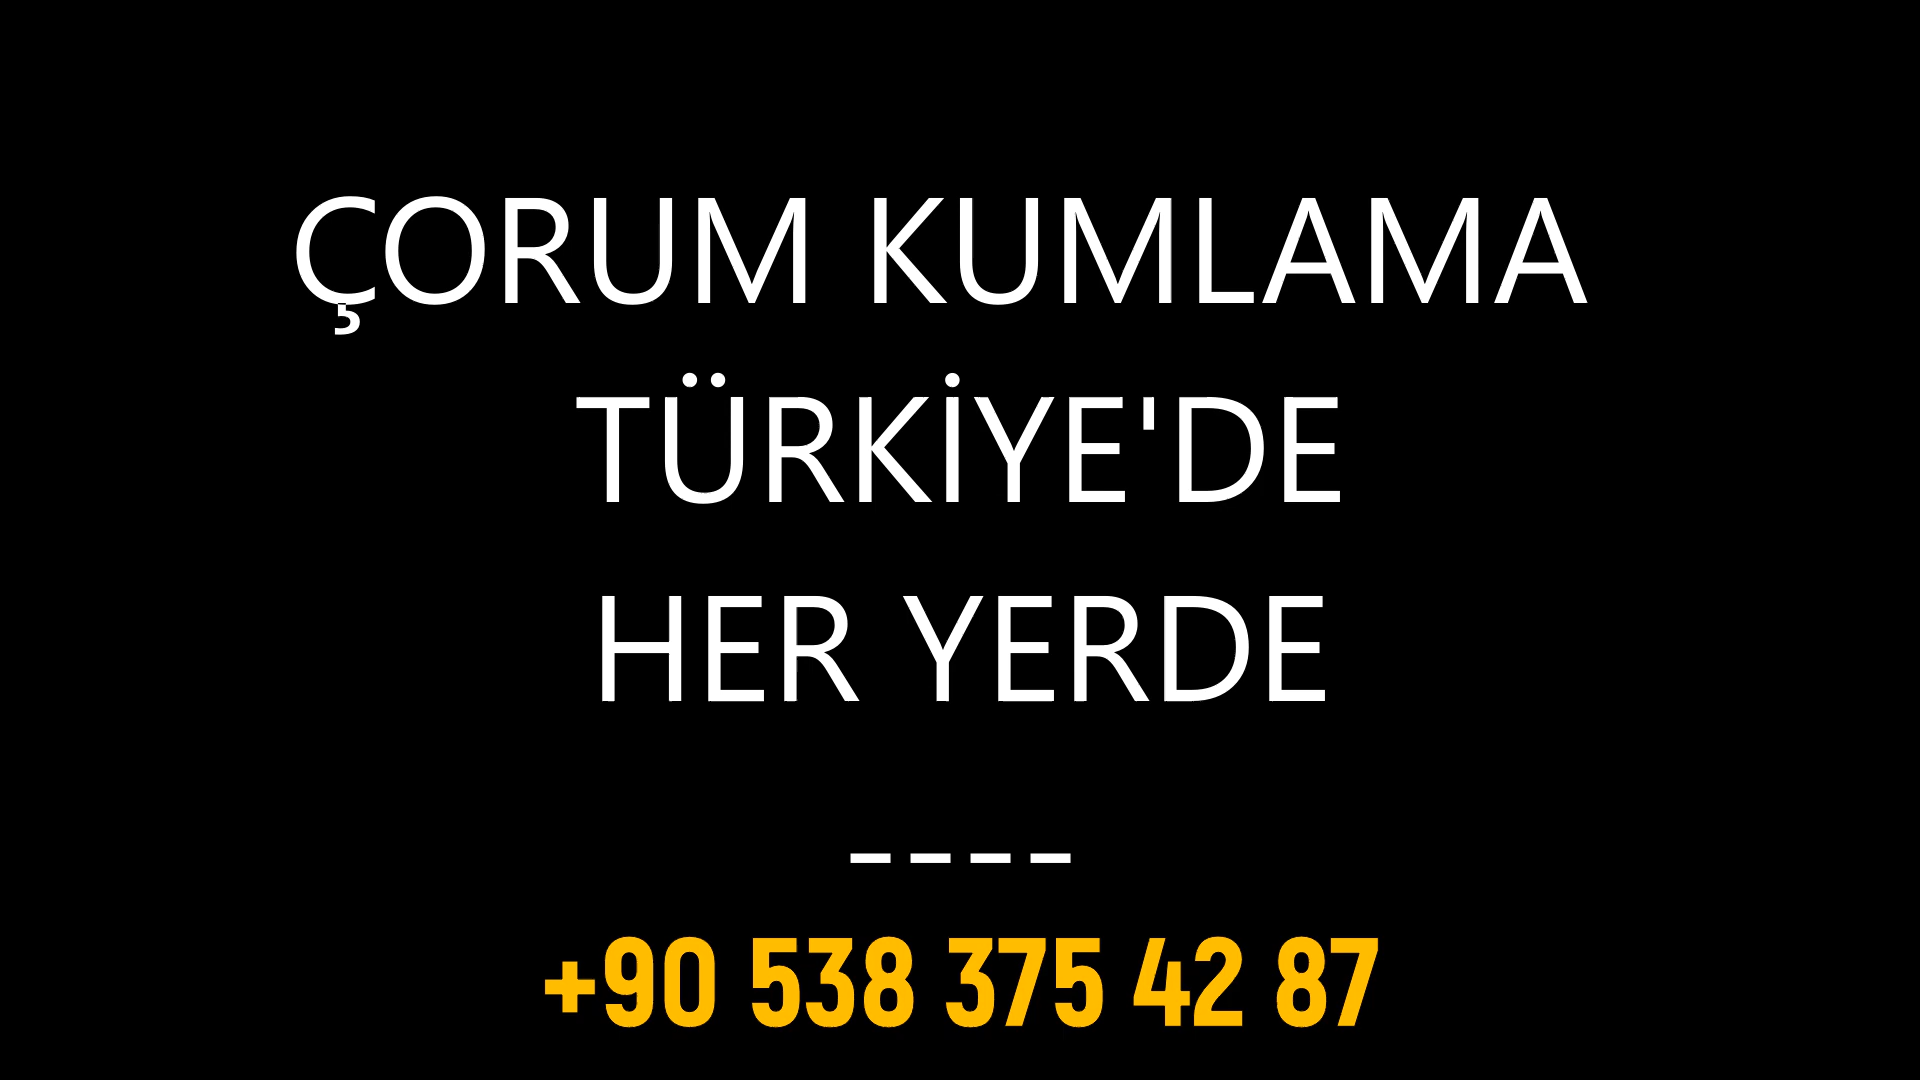 ÇORUM KUMLAMA
TÜRKİYE'DE
HER YERDE
----
+90 538 375 42 87